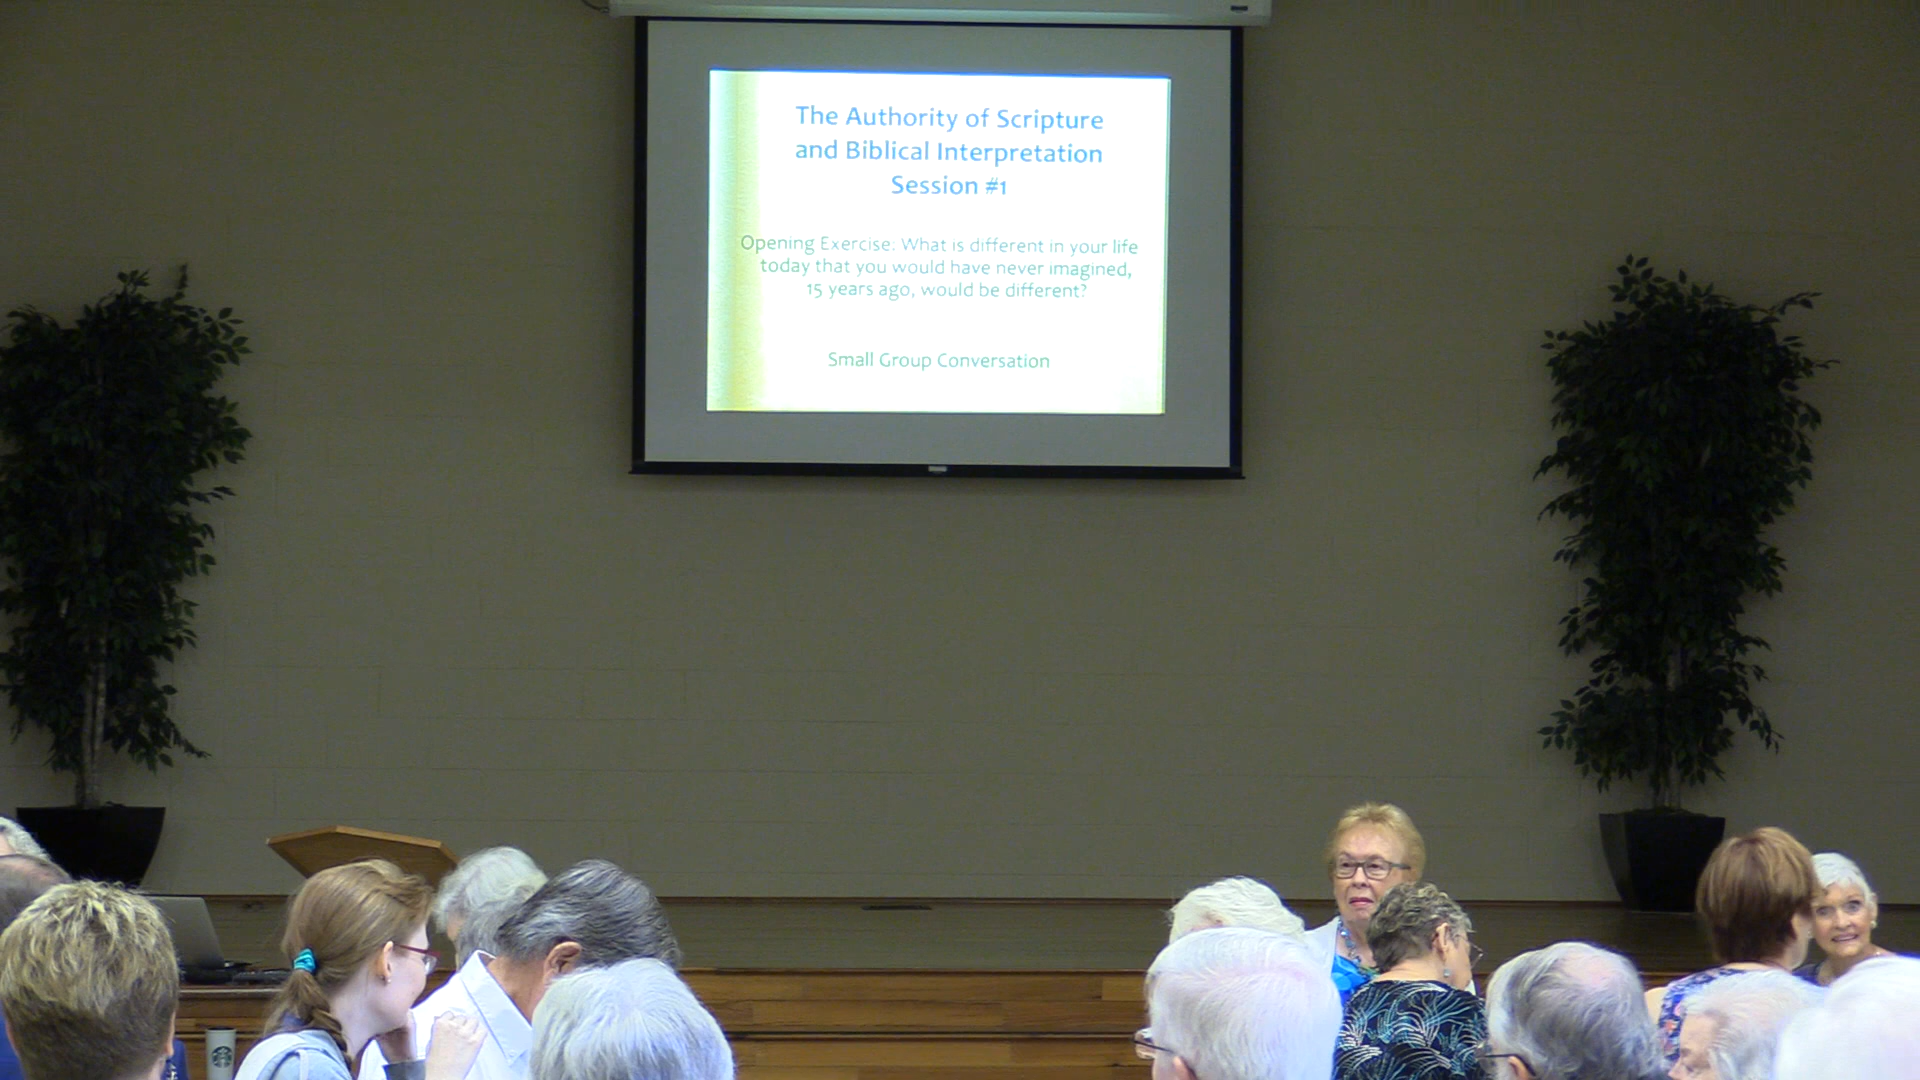 The Authority of Scripture
and Biblical Interpretation
Session #1
Opening Exercise: What is different in your life
today that you would have never imagined,
15 years ago, would be different?
Small Group Conversation